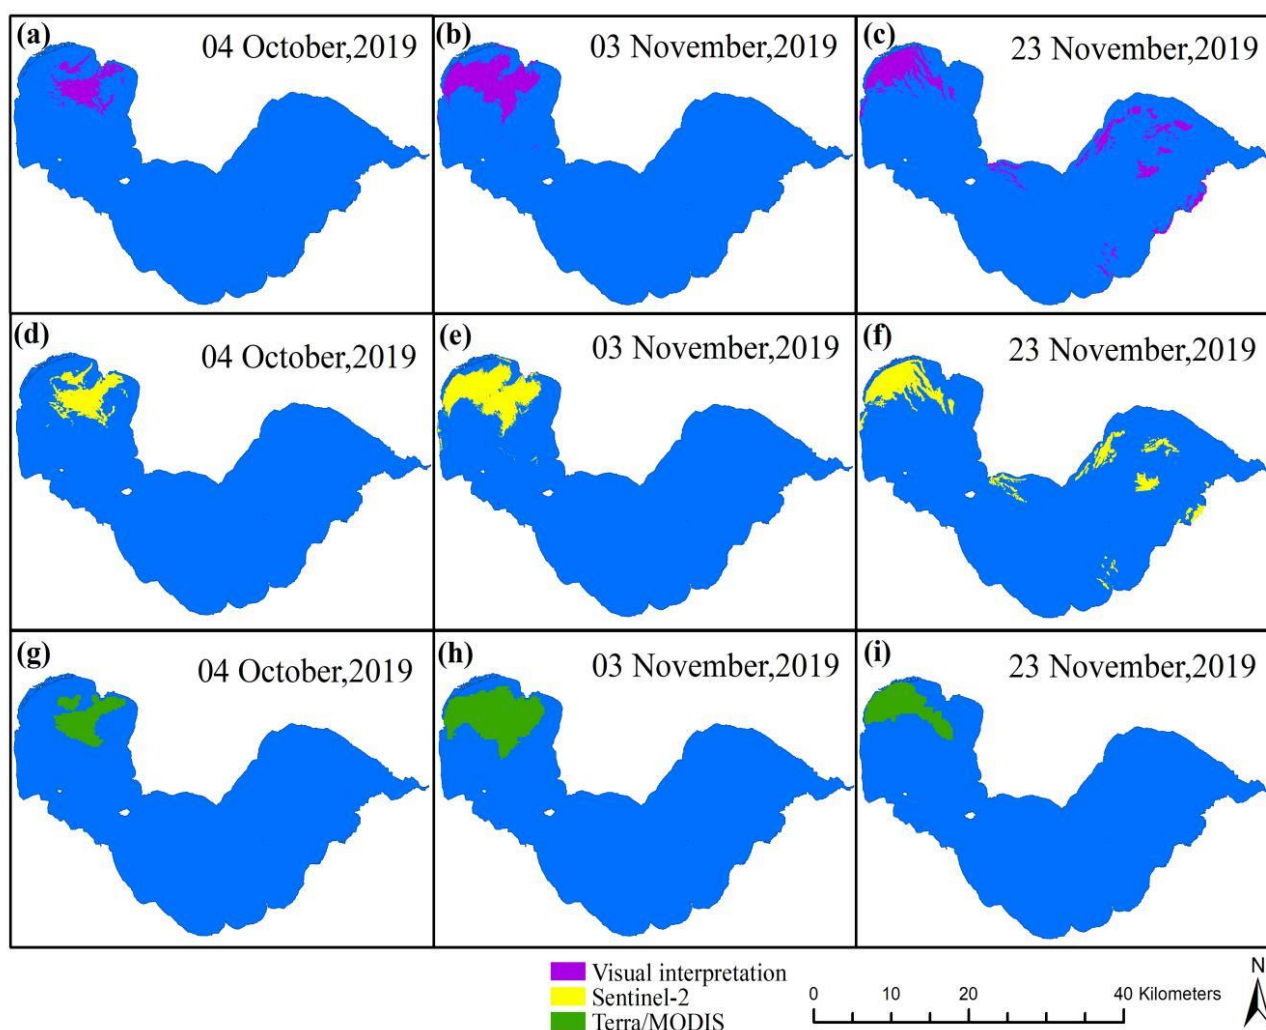 (a) 04 October,2019
(b) 03 November,2019
(c) 23 November,2019
(d) 04 October,2019
(e) 03 November,2019
(f) 23 November,2019
(g) 04 October,2019
(h) 03 November,2019
(i) 23 November,2019
Visual interpretation
Sentinel-2
Terra/MODIS
0 10 20 40 Kilometers
N